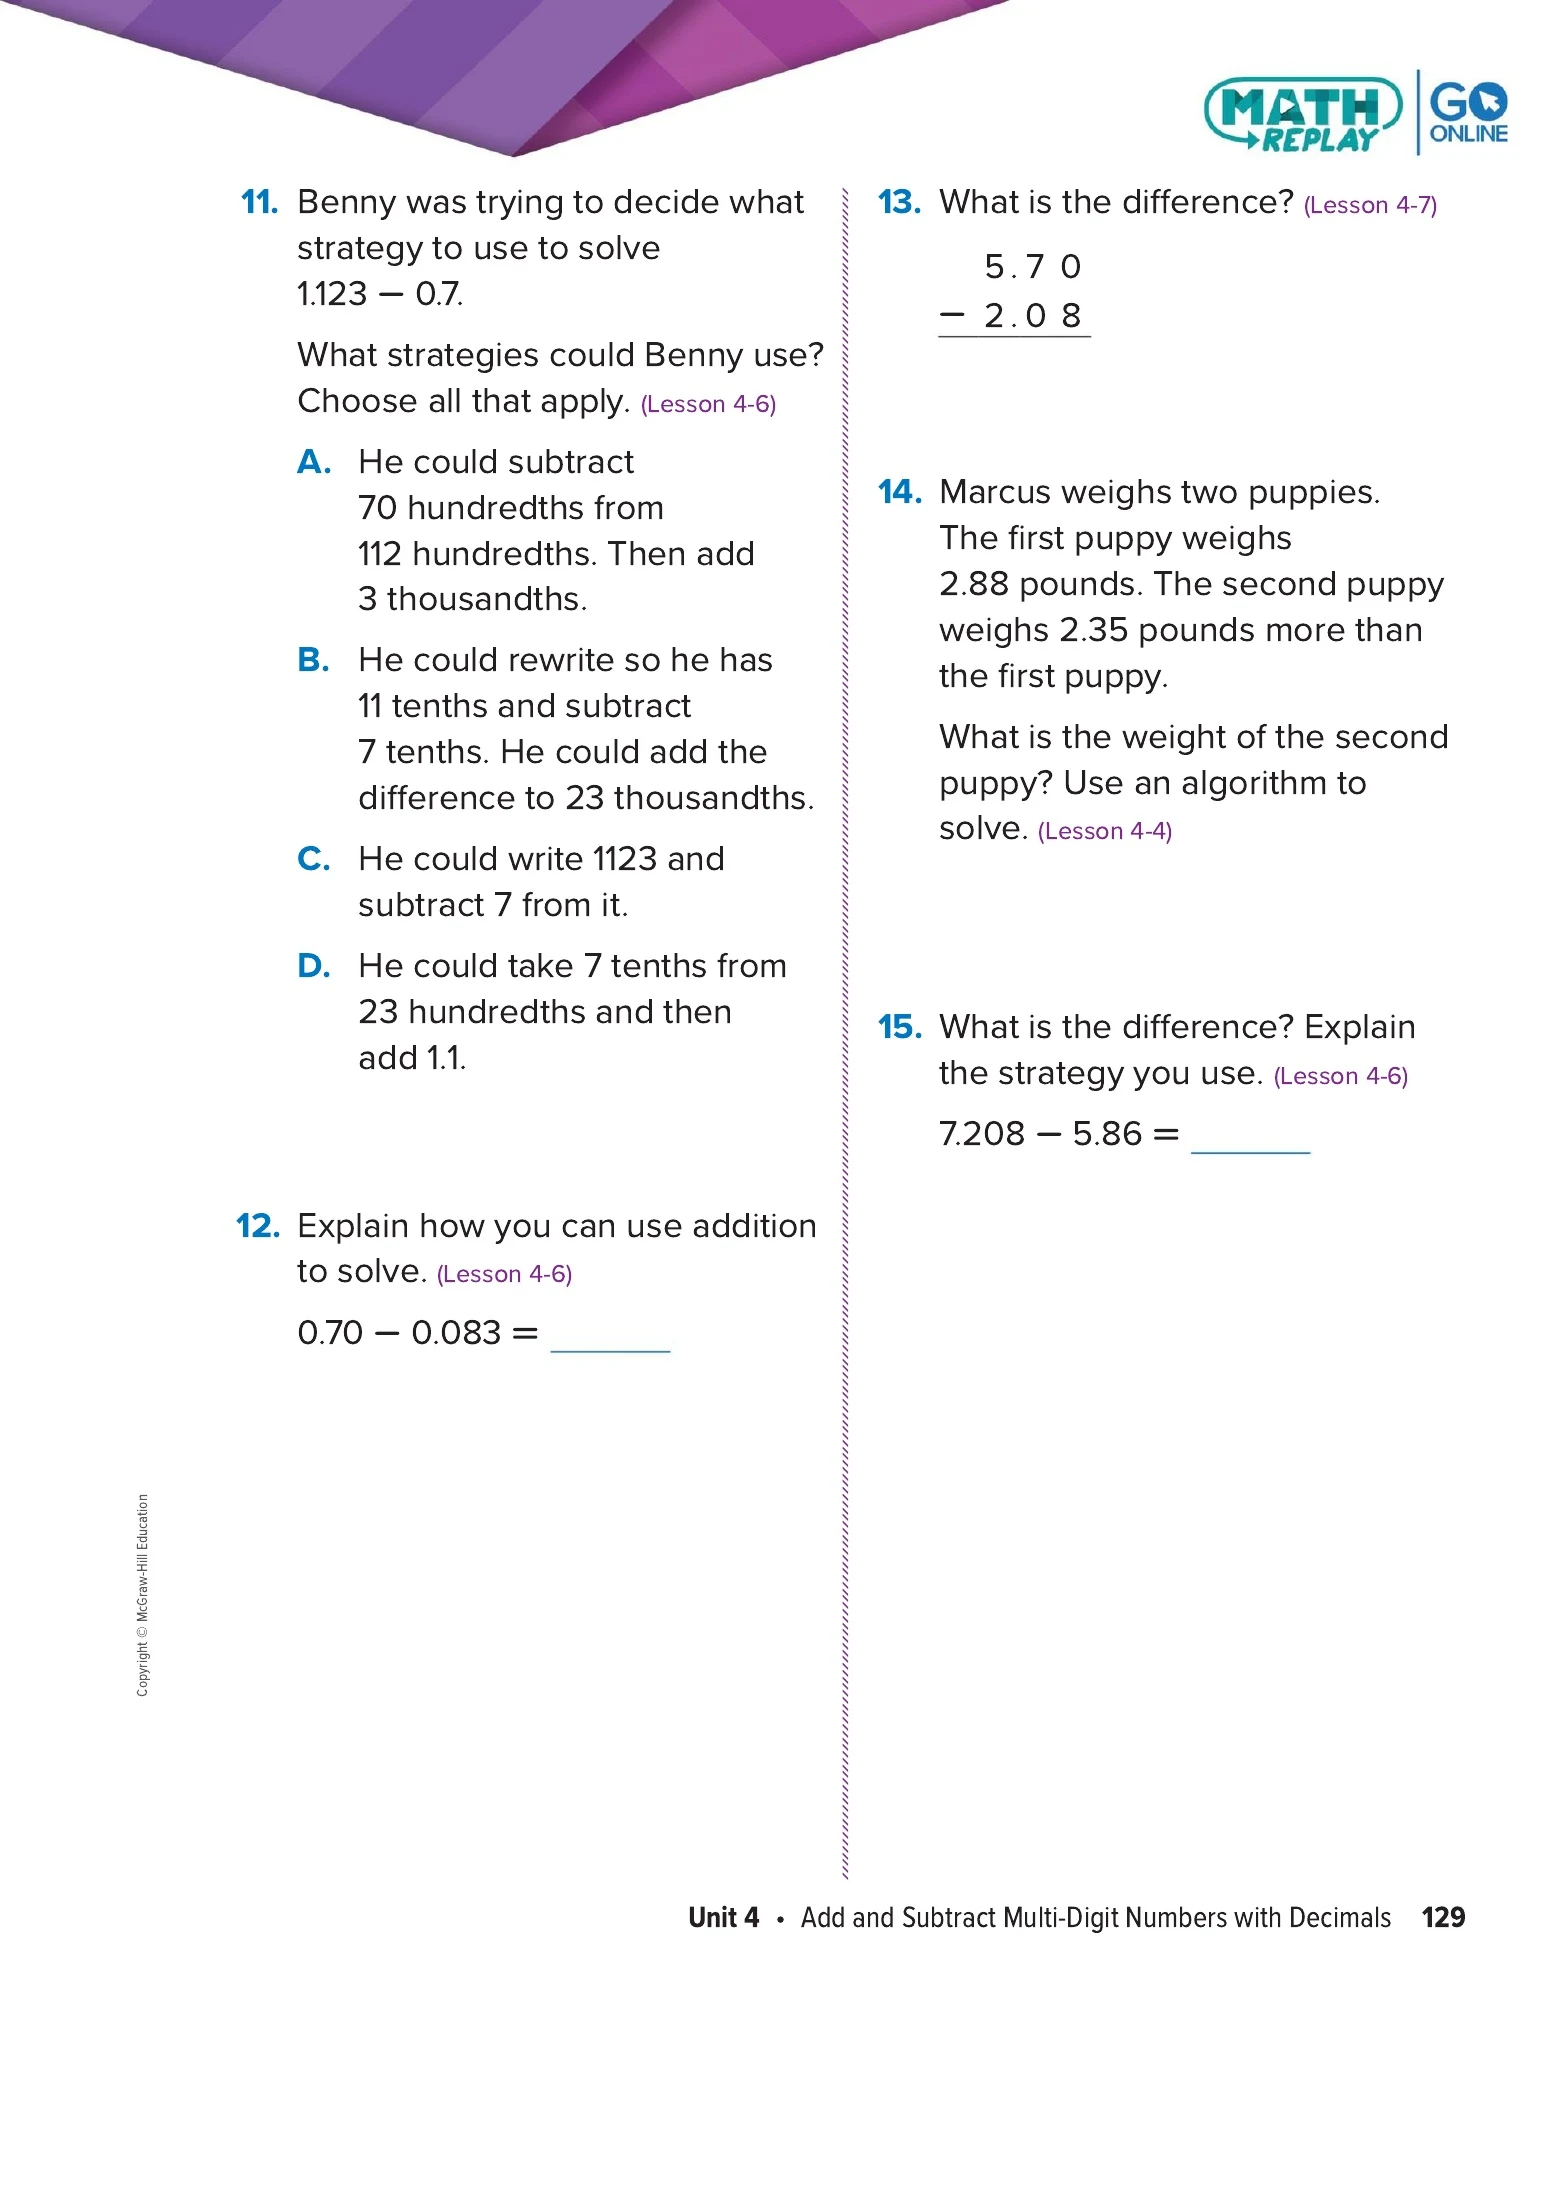 MATH
REPLAY
GO
ONLINE
11. Benny was trying to decide what
strategy to use to solve
1.123 − 0.7.
What strategies could Benny use?
Choose all that apply. (Lesson 4-6)
A. He could subtract
70 hundredths from
112 hundredths. Then add
3 thousandths.
B. He could rewrite so he has
11 tenths and subtract
7 tenths. He could add the
difference to 23 thousandths.
C. He could write 1123 and
subtract 7 from it.
D. He could take 7 tenths from
23 hundredths and then
add 1.1.
12. Explain how you can use addition
to solve. (Lesson 4-6)
0.70 − 0.083 =
13. What is the difference? (Lesson 4-7)
5.70
− 2.08
14. Marcus weighs two puppies.
The first puppy weighs
2.88 pounds. The second puppy
weighs 2.35 pounds more than
the first puppy.
What is the weight of the second
puppy? Use an algorithm to
solve. (Lesson 4-4)
15. What is the difference? Explain
the strategy you use. (Lesson 4-6)
7.208 − 5.86 =
Copyright © McGraw-Hill Education
Unit 4 • Add and Subtract Multi-Digit Numbers with Decimals 129